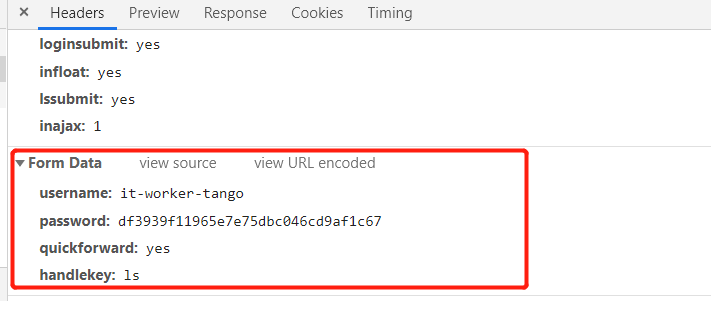 × Headers Preview Response Cookies Timing
loginsubmit: yes
infloat: yes
lssubmit: yes
inajax: 1
▼ Form Data view source view URL encoded
username: it-worker-tango
password: df3939f11965e7e75dbc046cd9af1c67
quickforward: yes
handlekey: ls